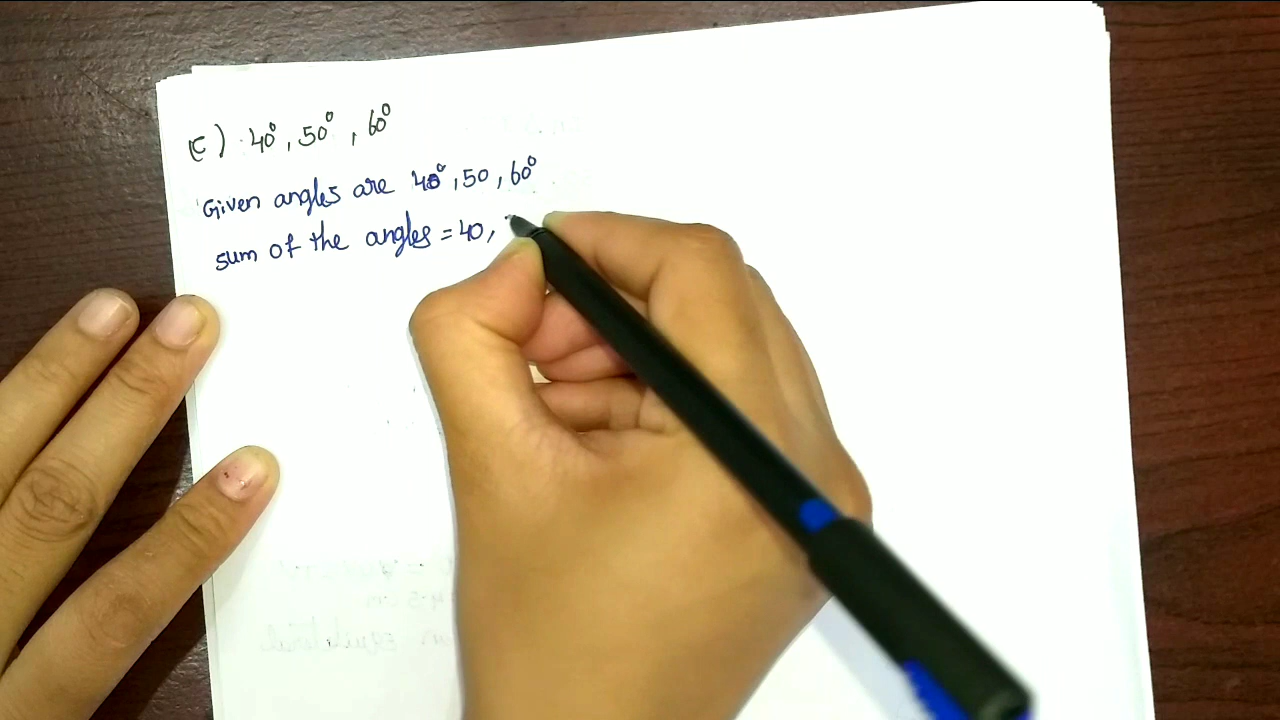 (c) 40°, 50°, 60°
Given angles are 40°, 50, 60°
sum of the angles = 40,